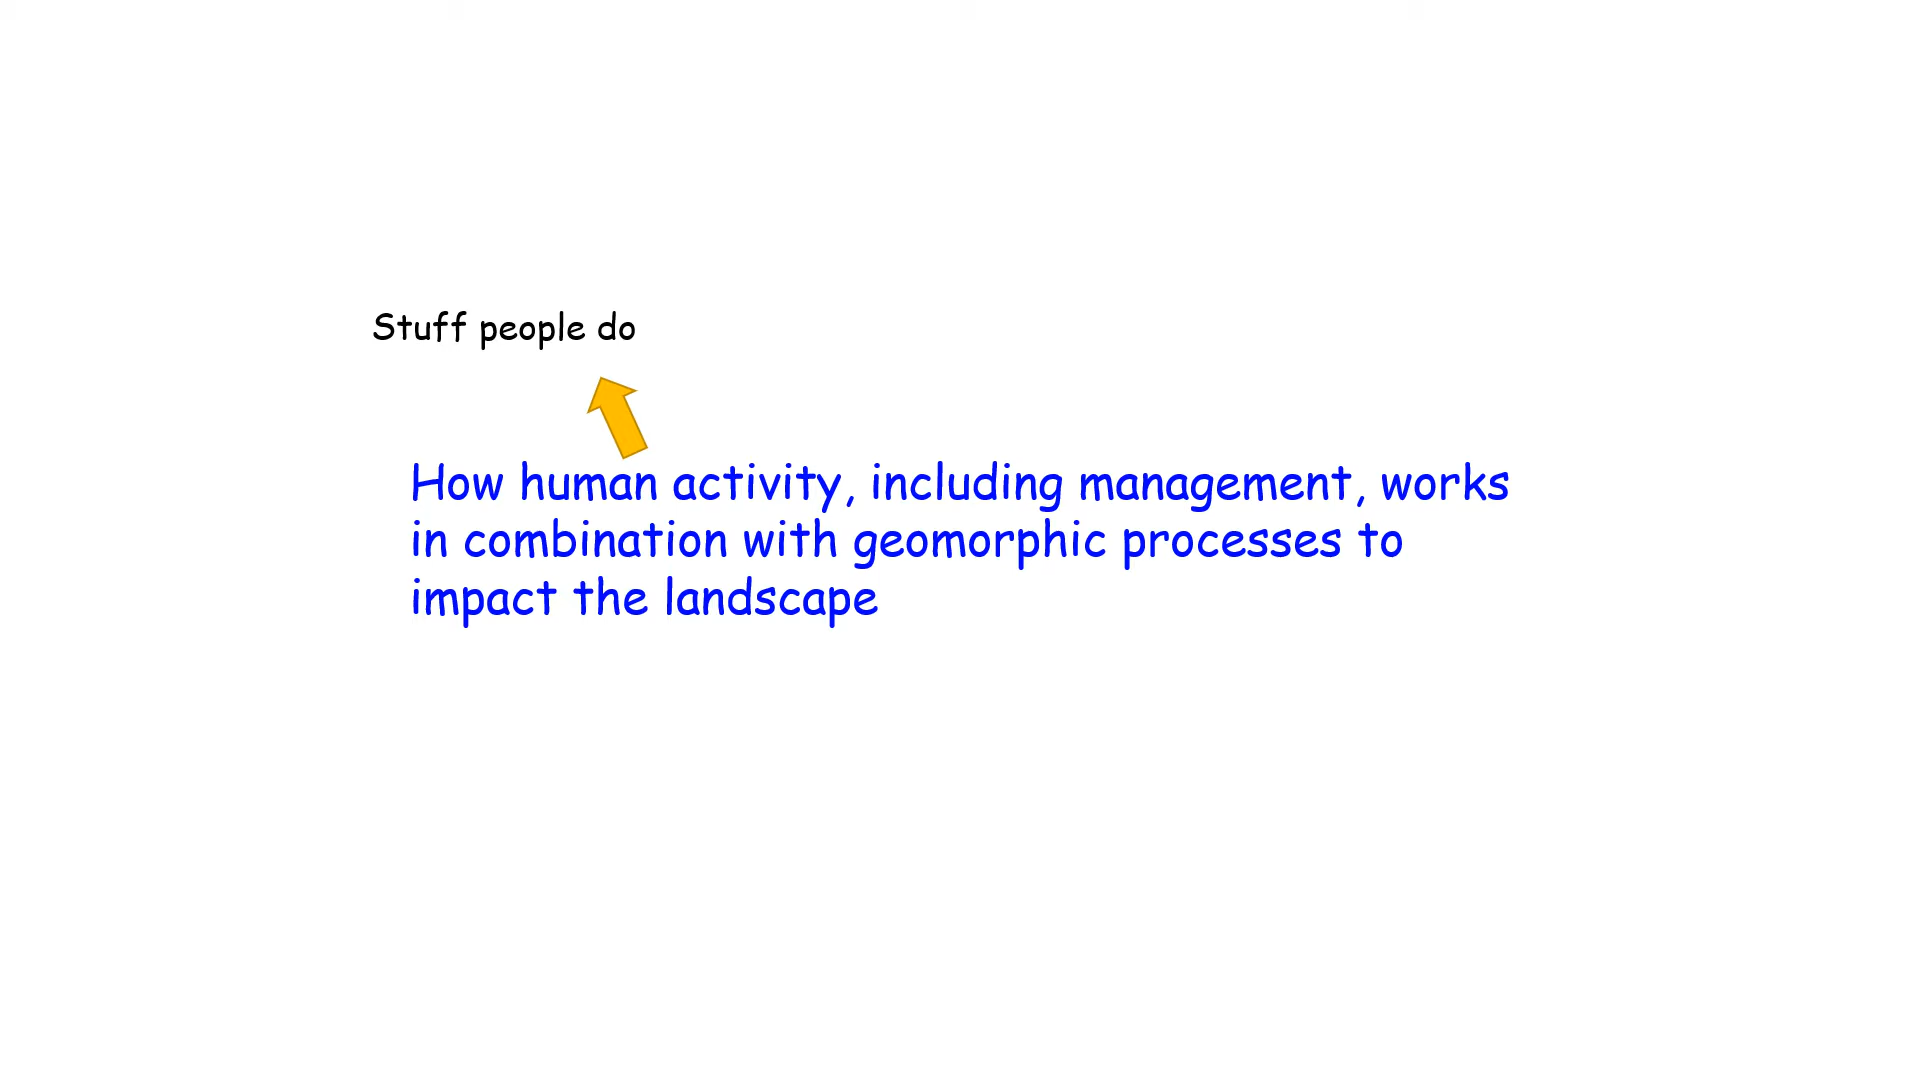 Stuff people do
How human activity, including management, works
in combination with geomorphic processes to
impact the landscape